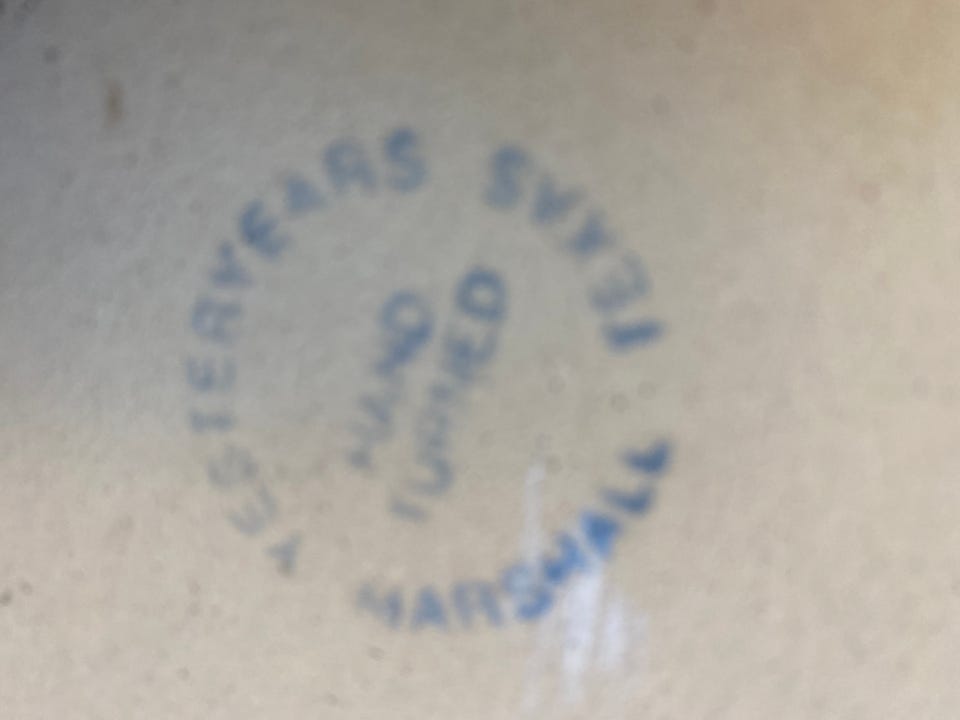 YESTERYEARS
HAND
TURNED
MARSHALL
TEXAS